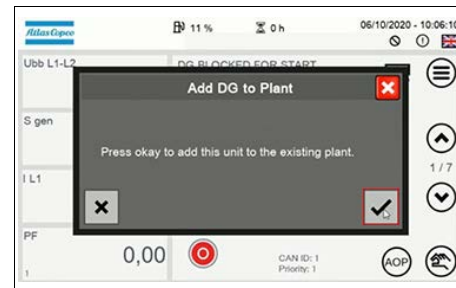 Atlas Copco
11 %
0 h
06/10/2020 - 10:06:10
Ubb L1-L2
DG BLOCKED FOR START
Add DG to Plant
S gen
Press okay to add this unit to the existing plant.
I L1
1 / 7
PF
0,00
CAN ID: 1
Priority: 1
AOP
1